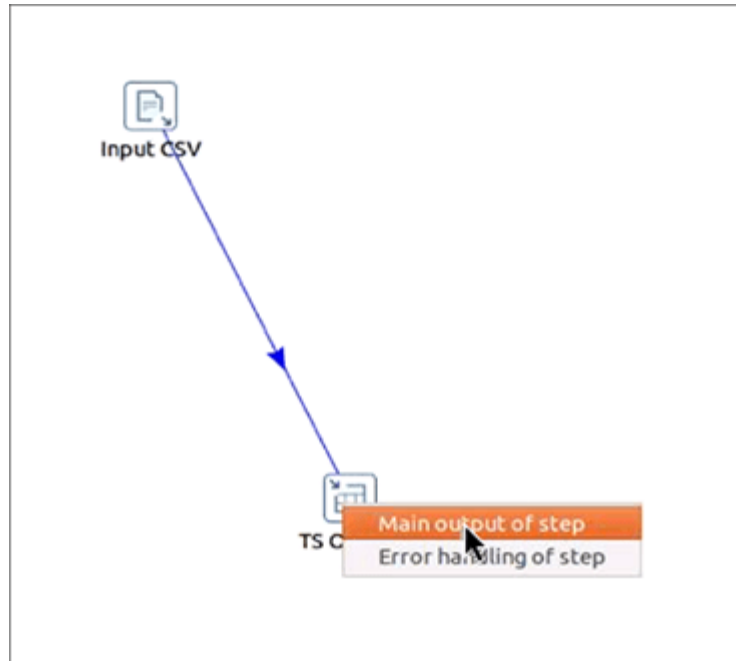 Input CSV
Main output of step
TS
Error handling of step